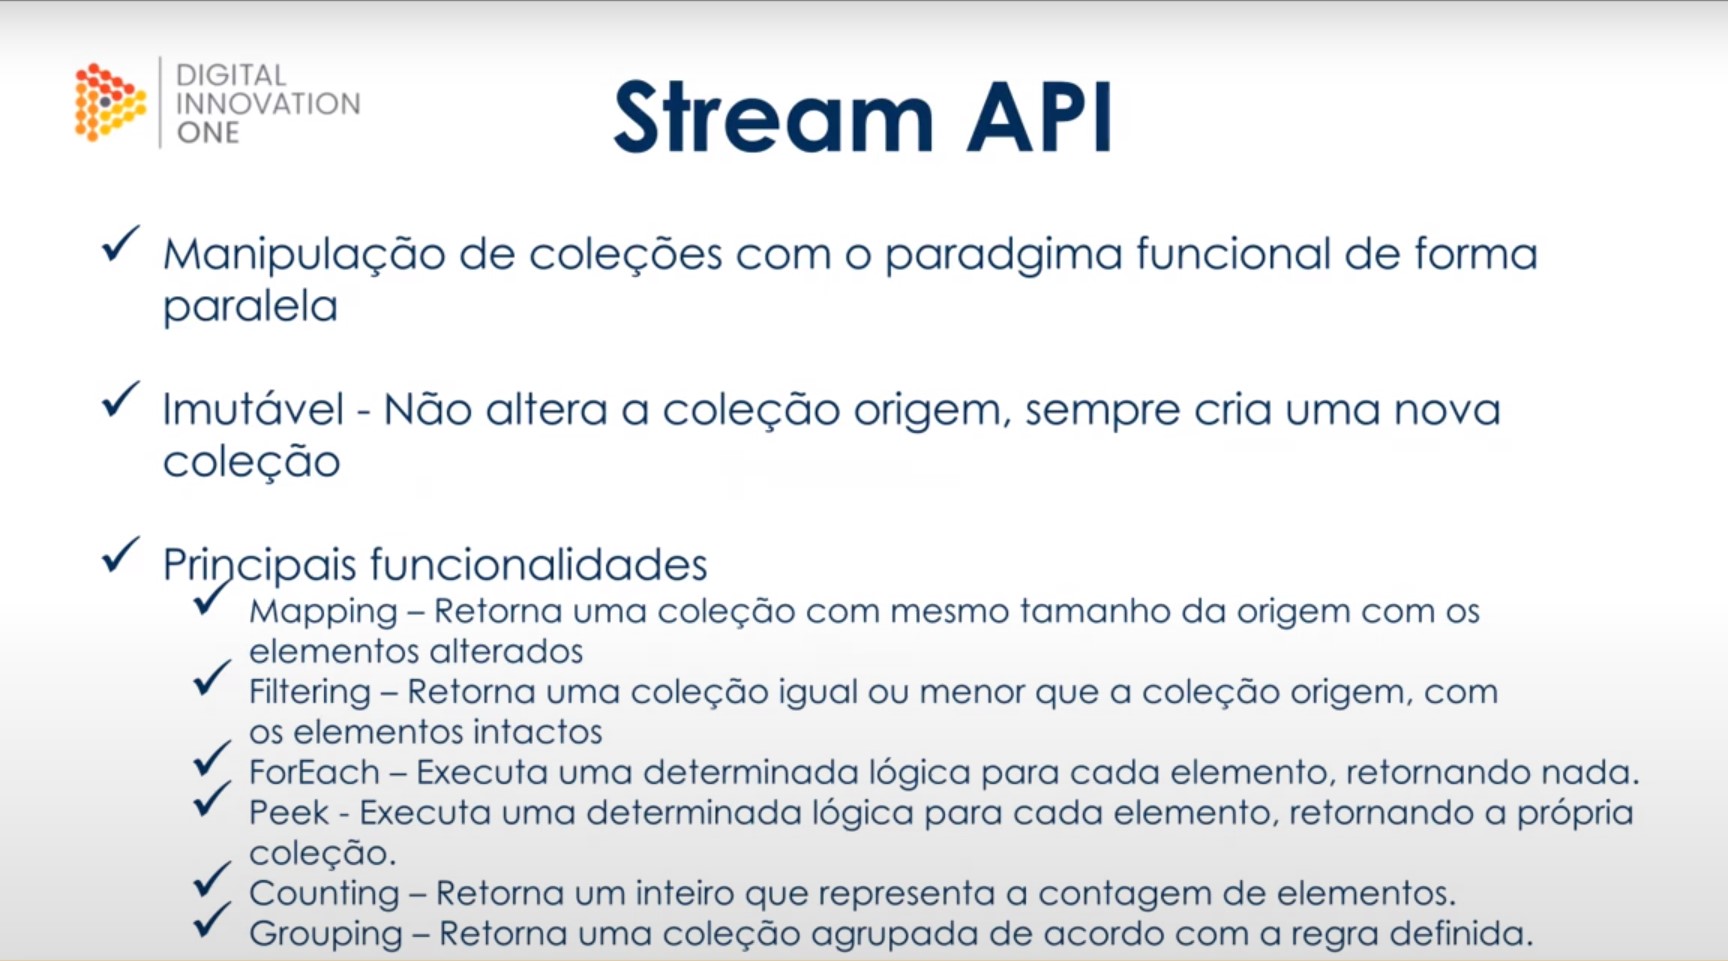 DIGITAL
INNOVATION
ONE
Stream API
Manipulação de coleções com o paradgima funcional de forma
paralela
Imutável - Não altera a coleção origem, sempre cria uma nova
coleção
Principais funcionalidades
Mapping – Retorna uma coleção com mesmo tamanho da origem com os
elementos alterados
Filtering – Retorna uma coleção igual ou menor que a coleção origem, com
os elementos intactos
ForEach – Executa uma determinada lógica para cada elemento, retornando nada.
Peek - Executa uma determinada lógica para cada elemento, retornando a própria
coleção.
Counting – Retorna um inteiro que representa a contagem de elementos.
Grouping – Retorna uma coleção agrupada de acordo com a regra definida.